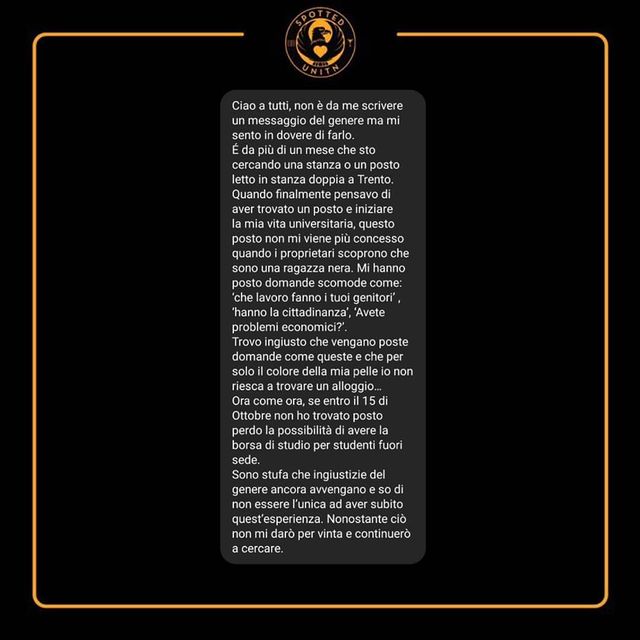 SPOTTED
UNITN
Ciao a tutti, non è da me scrivere
un messaggio del genere ma mi
sento in dovere di farlo.
É da più di un mese che sto
cercando una stanza o un posto
letto in stanza doppia a Trento.
Quando finalmente pensavo di
aver trovato un posto e iniziare
la mia vita universitaria, questo
posto non mi viene più concesso
quando i proprietari scoprono che
sono una ragazza nera. Mi hanno
posto domande scomode come:
‘che lavoro fanno i tuoi genitori’ ,
‘hanno la cittadinanza’, ‘Avete
problemi economici?’.
Trovo ingiusto che vengano poste
domande come queste e che per
solo il colore della mia pelle io non
riesca a trovare un alloggio…
Ora come ora, se entro il 15 di
Ottobre non ho trovato posto
perdo la possibilità di avere la
borsa di studio per studenti fuori
sede.
Sono stufa che ingiustizie del
genere ancora avvengano e so di
non essere l’unica ad aver subito
quest’esperienza. Nonostante ciò
non mi darò per vinta e continuerò
a cercare.